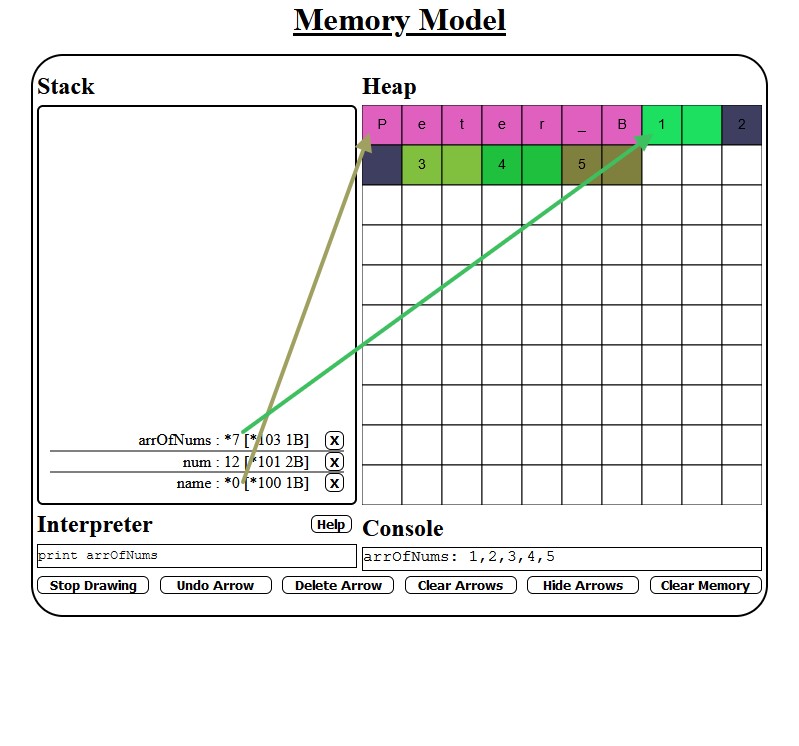 Memory Model
Stack
Heap
P e t e r _ B 1 2
3 4 5
arrOfNums : *7 [*103 1B] X
num : 12 [*101 2B] X
name : *0 [*100 1B] X
Interpreter Help
Console
print arrOfNums
arrOfNums: 1,2,3,4,5
Stop Drawing Undo Arrow Delete Arrow Clear Arrows Hide Arrows Clear Memory